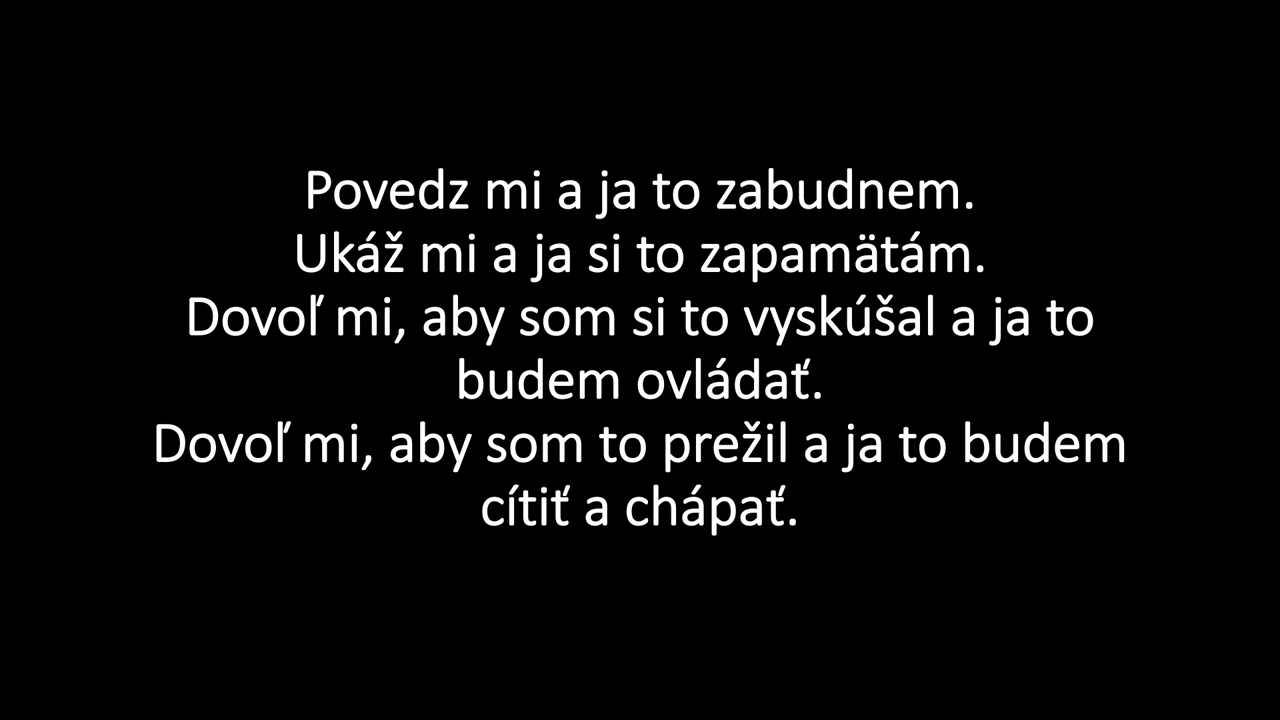 Povedz mi a ja to zabudnem.
Ukáž mi a ja si to zapamätám.
Dovoľ mi, aby som si to vyskúšal a ja to
budem ovládať.
Dovoľ mi, aby som to prežil a ja to budem
cítiť a chápať.